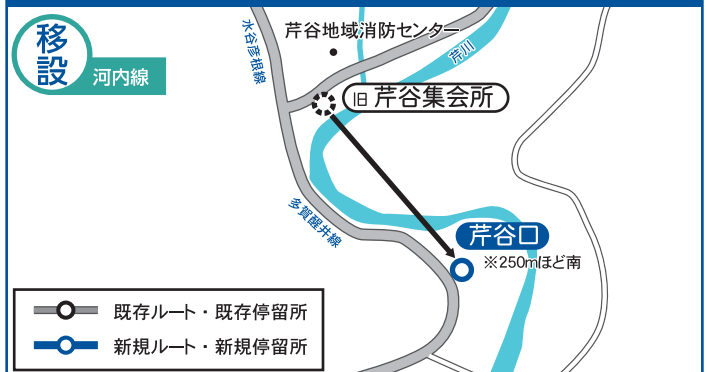 移設
河内線
水谷彦根線
芹谷地域消防センター
芹川
旧 芹谷集会所
多賀醒井線
芹谷口
※250mほど南
既存ルート・既存停留所
新規ルート・新規停留所